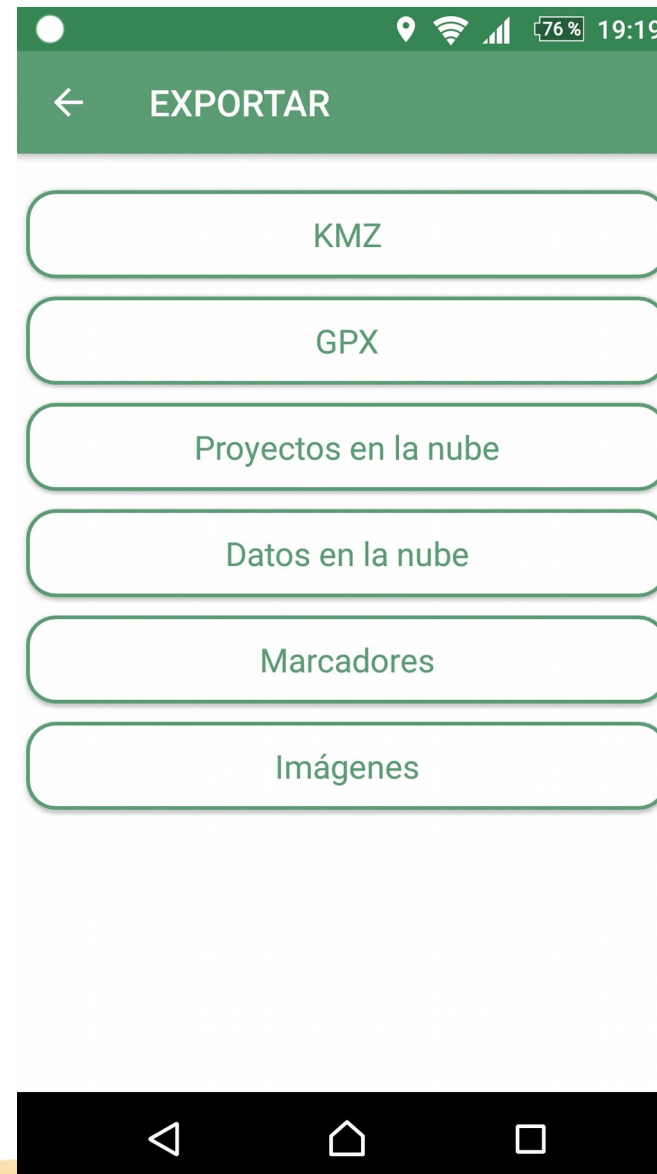 76% 19:19
EXPORTAR
KMZ
GPX
Proyectos en la nube
Datos en la nube
Marcadores
Imágenes